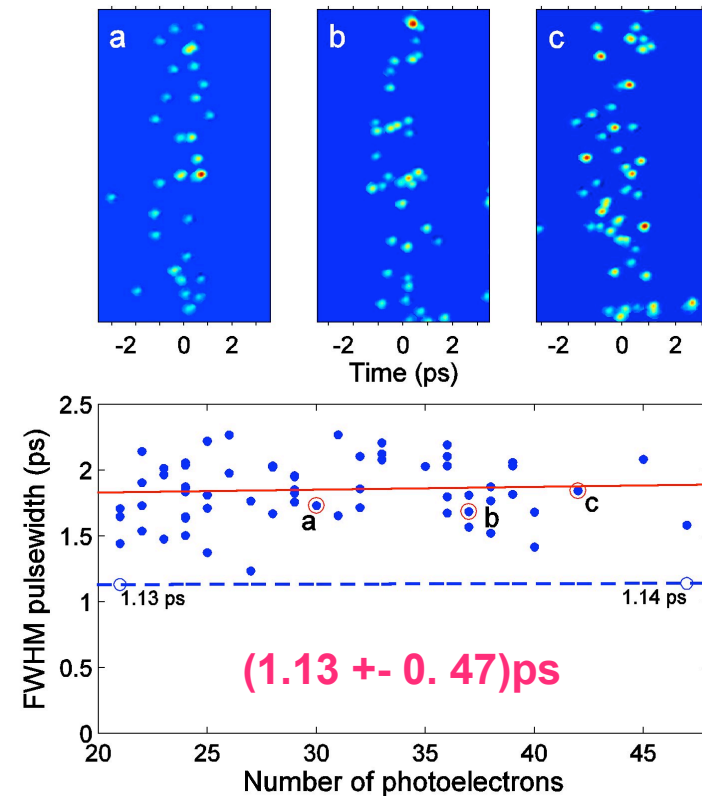 a
b
c
-2 0 2
-2 0 2
-2 0 2
Time (ps)
FWHM pulsewidth (ps)
2.5
2
1.5
1
0.5
0
a
b
c
1.13 ps
1.14 ps
(1.13 +- 0. 47)ps
20 25 30 35 40 45
Number of photoelectrons